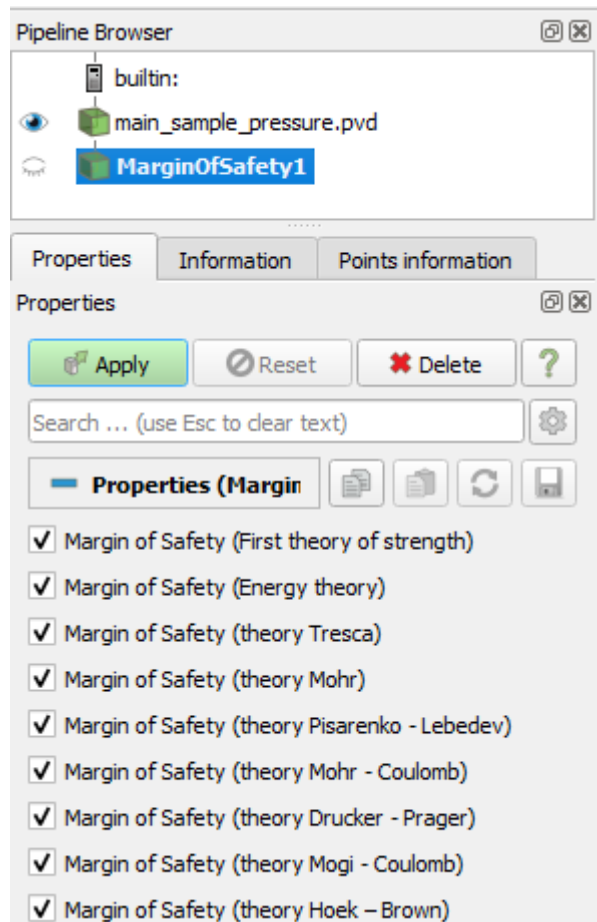 Pipeline Browser
builtin:
main_sample_pressure.pvd
MarginOfSafety1
Properties Information Points information
Properties
Apply Reset Delete ?
Search ... (use Esc to clear text)
Properties (Margin
Margin of Safety (First theory of strength)
Margin of Safety (Energy theory)
Margin of Safety (theory Tresca)
Margin of Safety (theory Mohr)
Margin of Safety (theory Pisarenko - Lebedev)
Margin of Safety (theory Mohr - Coulomb)
Margin of Safety (theory Drucker - Prager)
Margin of Safety (theory Mogi - Coulomb)
Margin of Safety (theory Hoek – Brown)